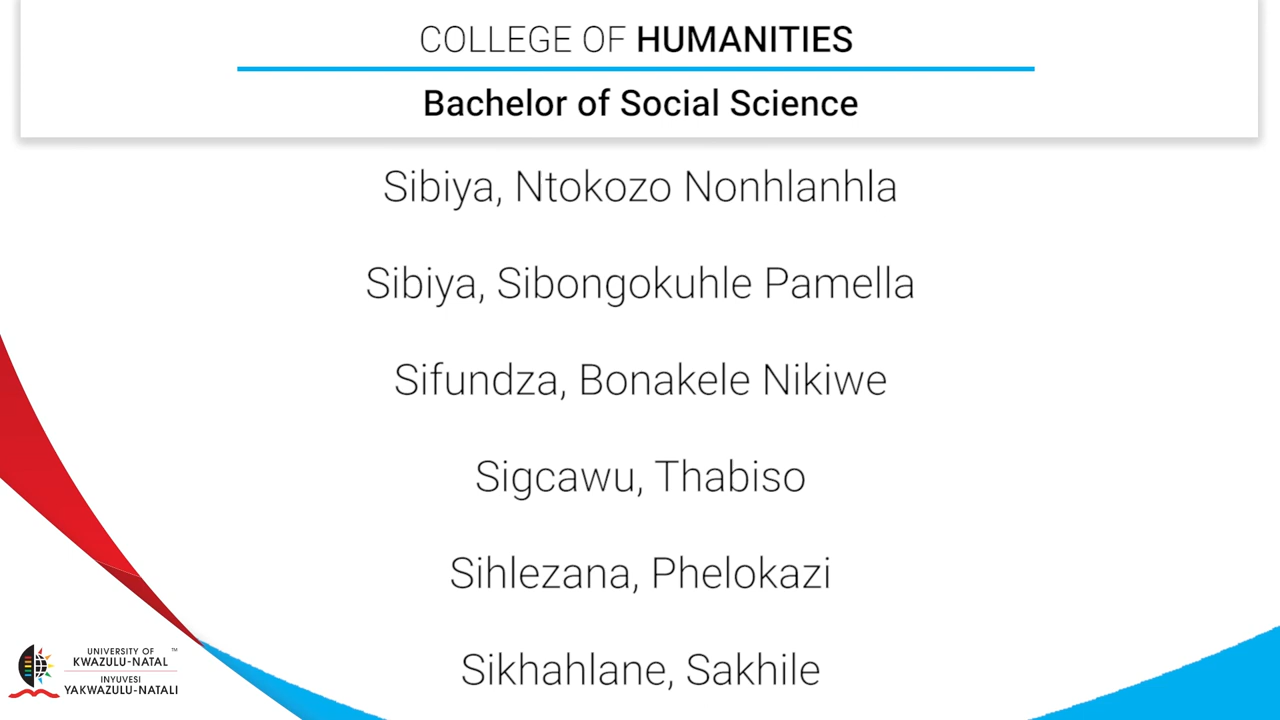 COLLEGE OF HUMANITIES
Bachelor of Social Science
Sibiya, Ntokozo Nonhlanhla
Sibiya, Sibongokuhle Pamella
Sifundza, Bonakele Nikiwe
Sigcawu, Thabiso
Sihlezana, Phelokazi
Sikhahlane, Sakhile
UNIVERSITY OF ™
KWAZULU-NATAL
INYUVESI
YAKWAZULU-NATALI